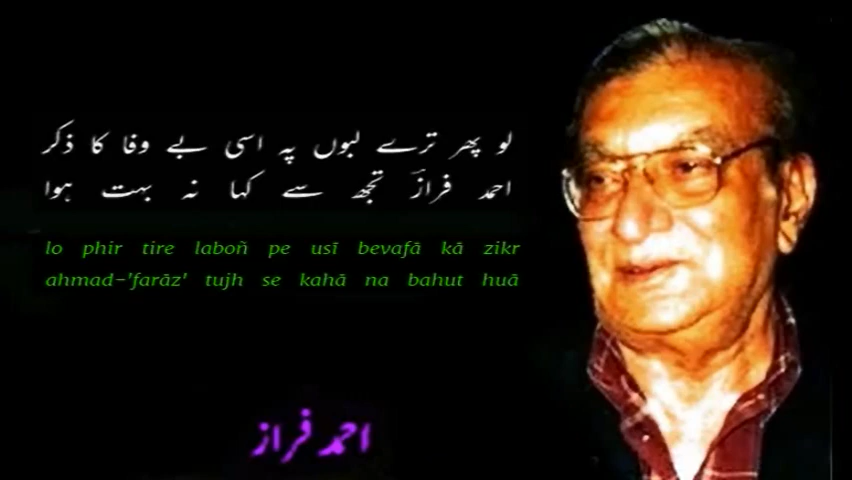 لو پھر ترے لبوں پہ اسی بے وفا کا ذکر
احمد فرازؔ تجھ سے کہا نہ بہت ہوا
lo phir tire laboñ pe usī bevafā kā zikr
ahmad-'farāz' tujh se kahā na bahut huā
احمد فراز